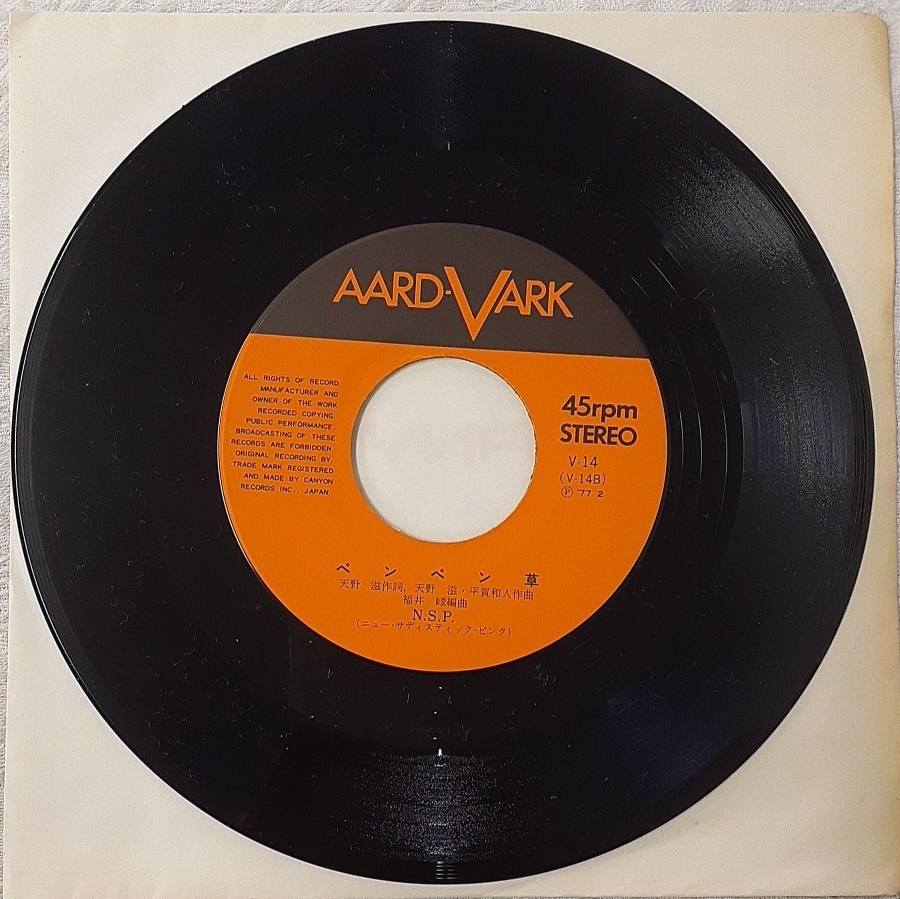 AARD-VARK
ALL RIGHTS OF RECORD
MANUFACTURER AND
OWNER OF THE WORK
RECORDED COPYING,
PUBLIC PERFORMANCE,
BROADCASTING OF THESE
RECORDS ARE FORBIDDEN.
ORIGINAL RECORDING BY,
TRADE MARK REGISTERED
AND MADE BY CANYON
RECORDS INC., JAPAN.
45rpm
STEREO
V-14
(V-14B)
Ⓟ '77. 2
ペンペン草
天野 滋作詞, 天野 滋・平賀和人作曲
福井 崚編曲
N.S.P.
(ニュー・サディスティック・ピンク)